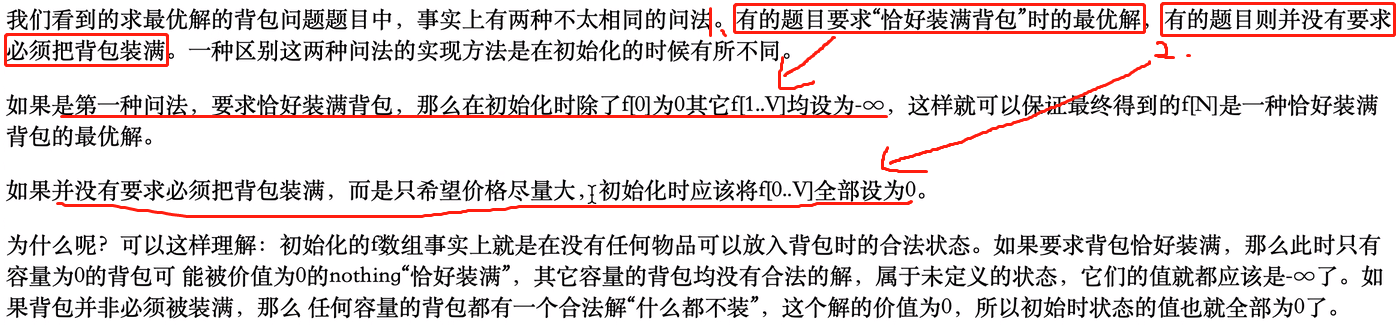 我们看到的求最优解的背包问题题目中，事实上有两种不太相同的问法。有的题目要求“恰好装满背包”时的最优解，有的题目则并没有要求
必须把背包装满。一种区别这两种问法的实现方法是在初始化的时候有所不同。
2.
如果是第一种问法，要求恰好装满背包，那么在初始化时除了f[0]为0其它f[1..V]均设为-∞，这样就可以保证最终得到的f[N]是一种恰好装满
背包的最优解。
如果并没有要求必须把背包装满，而是只希望价格尽量大，初始化时应该将f[0..V]全部设为0。
为什么呢？可以这样理解：初始化的f数组事实上就是在没有任何物品可以放入背包时的合法状态。如果要求背包恰好装满，那么此时只有
容量为0的背包可 能被价值为0的nothing“恰好装满”，其它容量的背包均没有合法的解，属于未定义的状态，它们的值就都应该是-∞了。如
果背包并非必须被装满，那么 任何容量的背包都有一个合法解“什么都不装”，这个解的价值为0，所以初始时状态的值也就全部为0了。